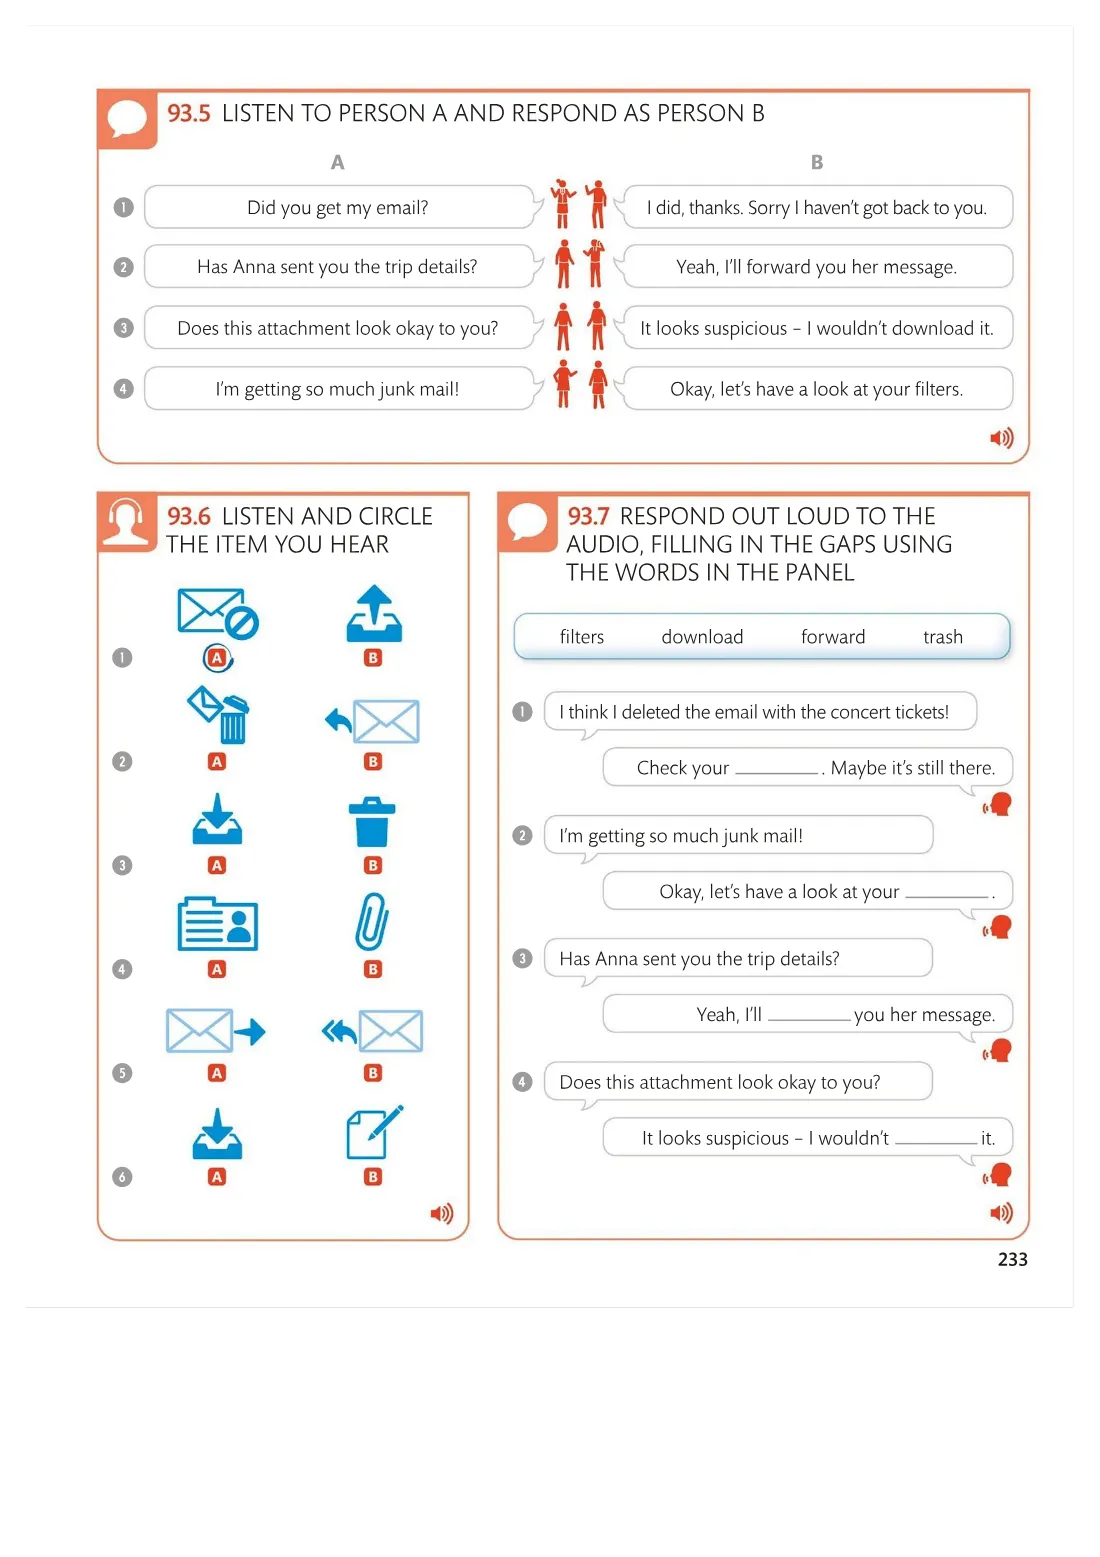 93.5 LISTEN TO PERSON A AND RESPOND AS PERSON B
A
B
1 Did you get my email?
I did, thanks. Sorry I haven't got back to you.
2 Has Anna sent you the trip details?
Yeah, I'll forward you her message.
3 Does this attachment look okay to you?
It looks suspicious – I wouldn't download it.
4 I'm getting so much junk mail!
Okay, let's have a look at your filters.
93.6 LISTEN AND CIRCLE
THE ITEM YOU HEAR
1 A B
2 A B
3 A B
4 A B
5 A B
6 A B
93.7 RESPOND OUT LOUD TO THE
AUDIO, FILLING IN THE GAPS USING
THE WORDS IN THE PANEL
filters download forward trash
1 I think I deleted the email with the concert tickets!
Check your ________ . Maybe it's still there.
2 I'm getting so much junk mail!
Okay, let's have a look at your ________ .
3 Has Anna sent you the trip details?
Yeah, I'll ________ you her message.
4 Does this attachment look okay to you?
It looks suspicious – I wouldn't ________ it.
233